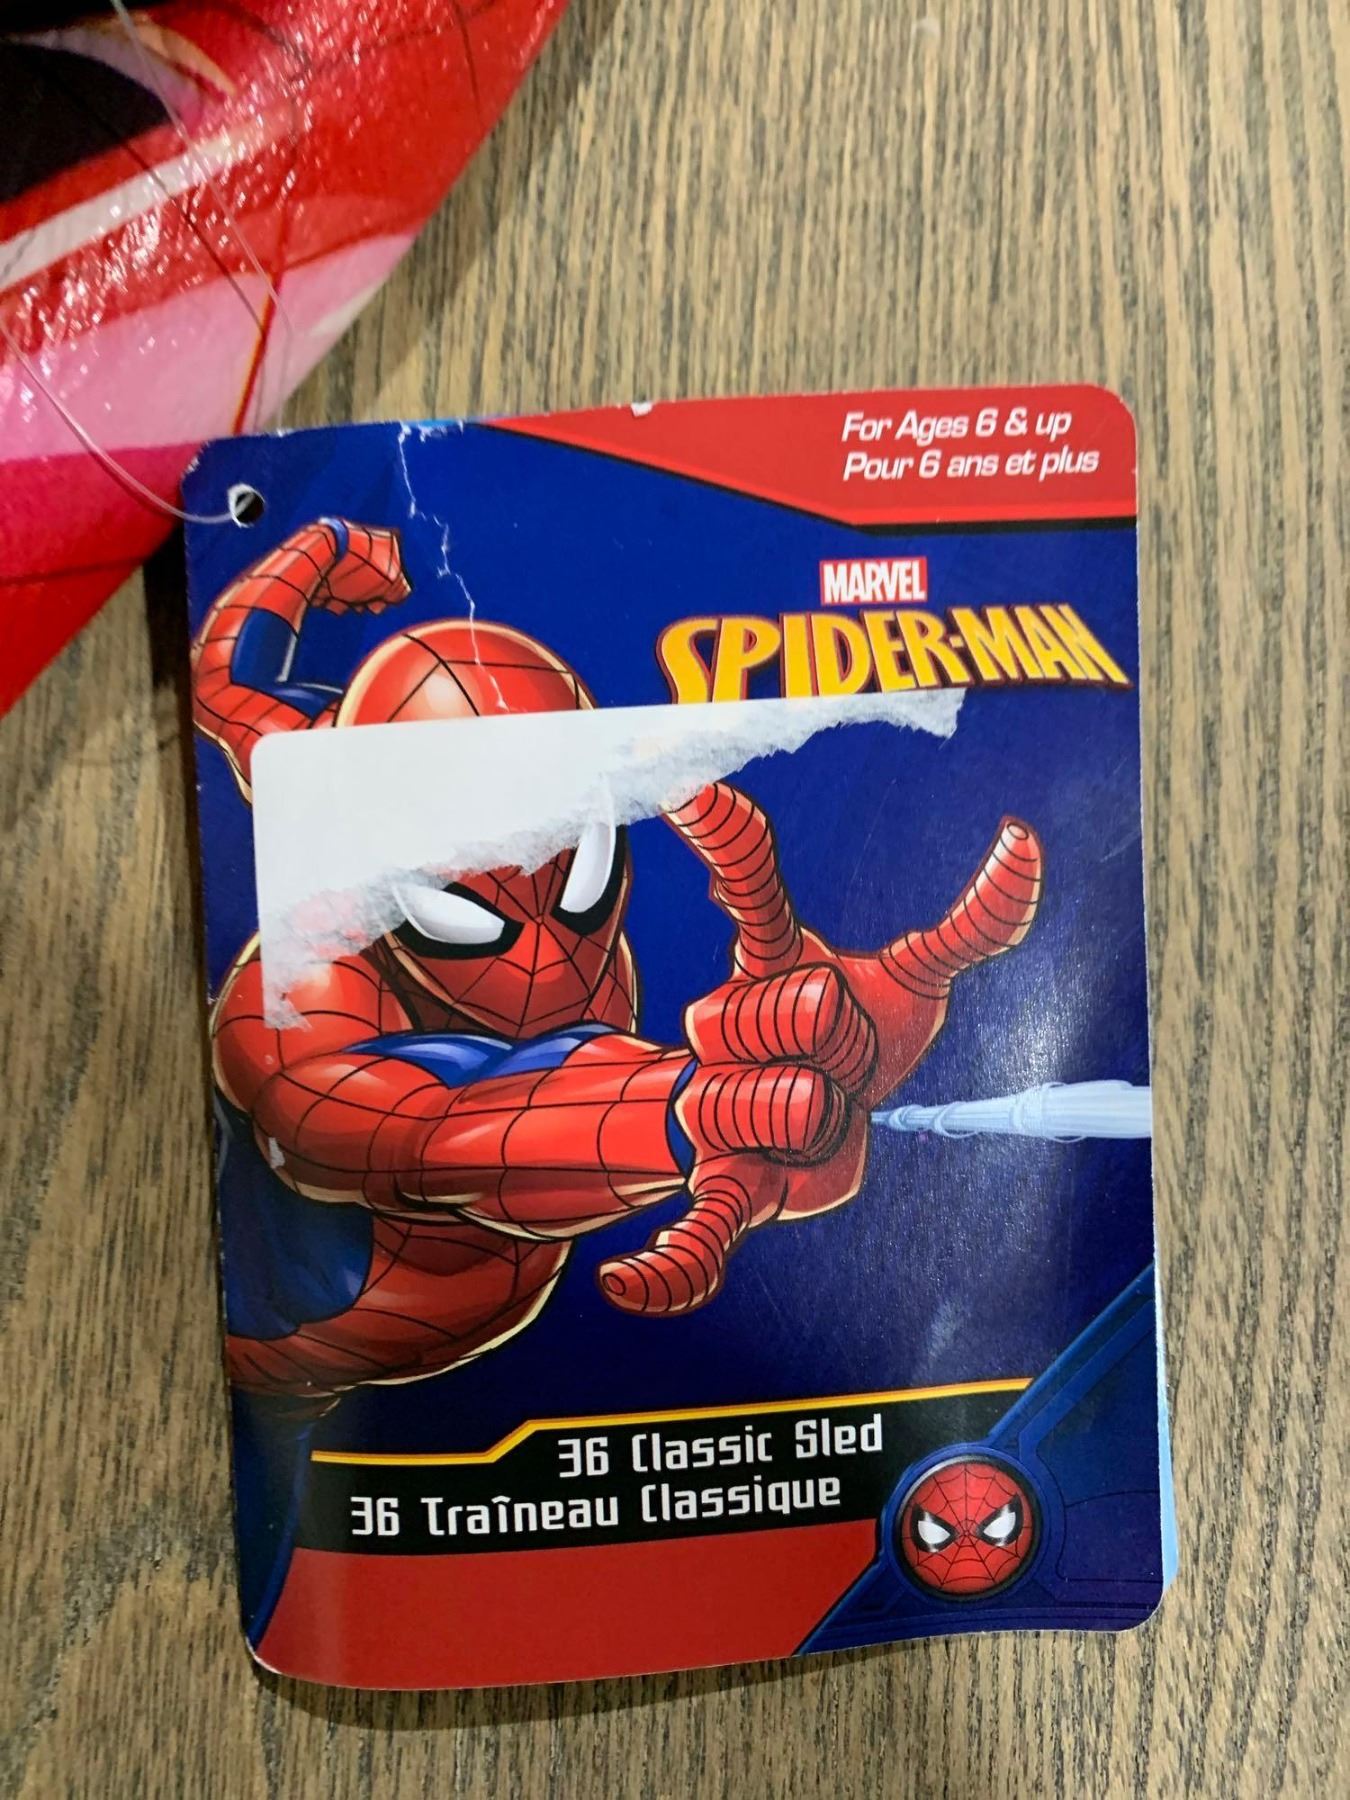 For Ages 6 & up
Pour 6 ans et plus
MARVEL
SPIDER-MAN
36 Classic Sled
36 Traîneau Classique